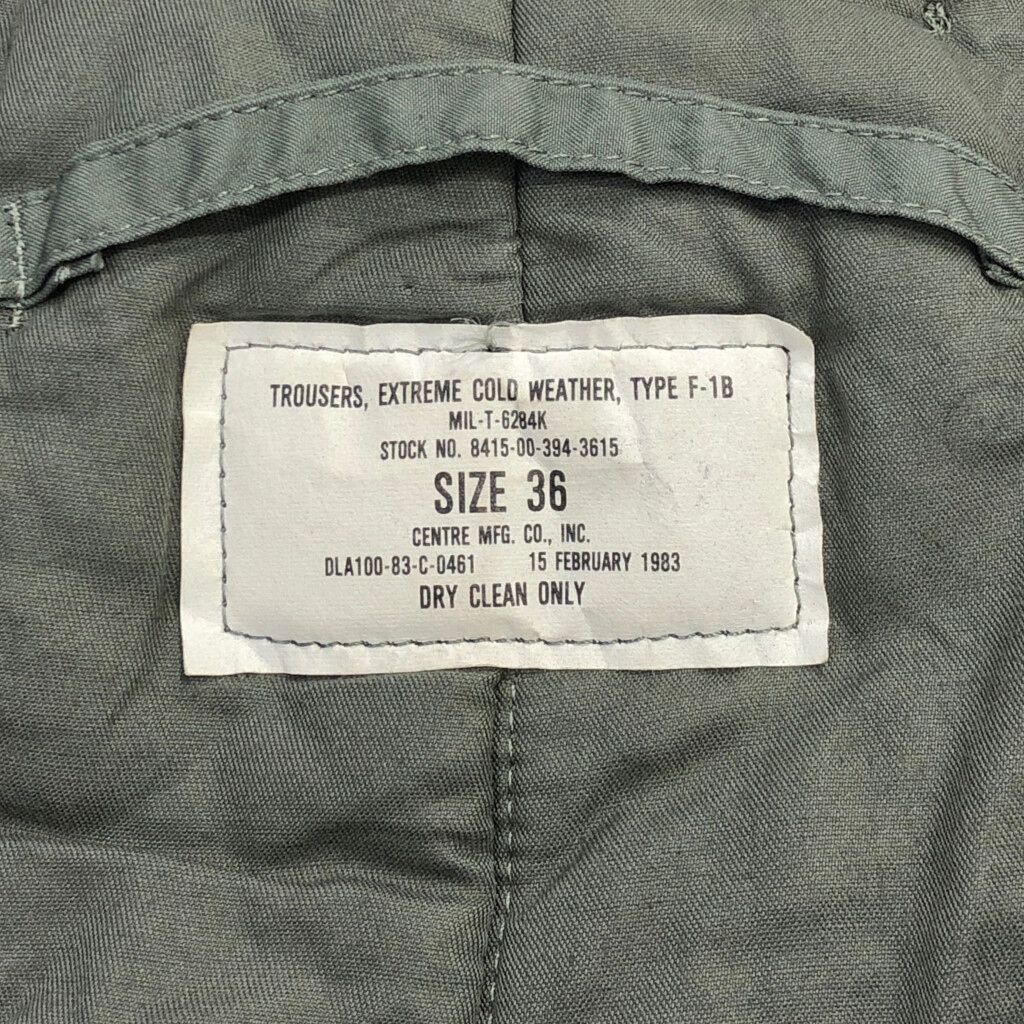 TROUSERS, EXTREME COLD WEATHER, TYPE F-1B
MIL-T-6284K
STOCK NO. 8415-00-394-3615
SIZE 36
CENTRE MFG. CO., INC.
DLA100-83-C-0461 15 FEBRUARY 1983
DRY CLEAN ONLY